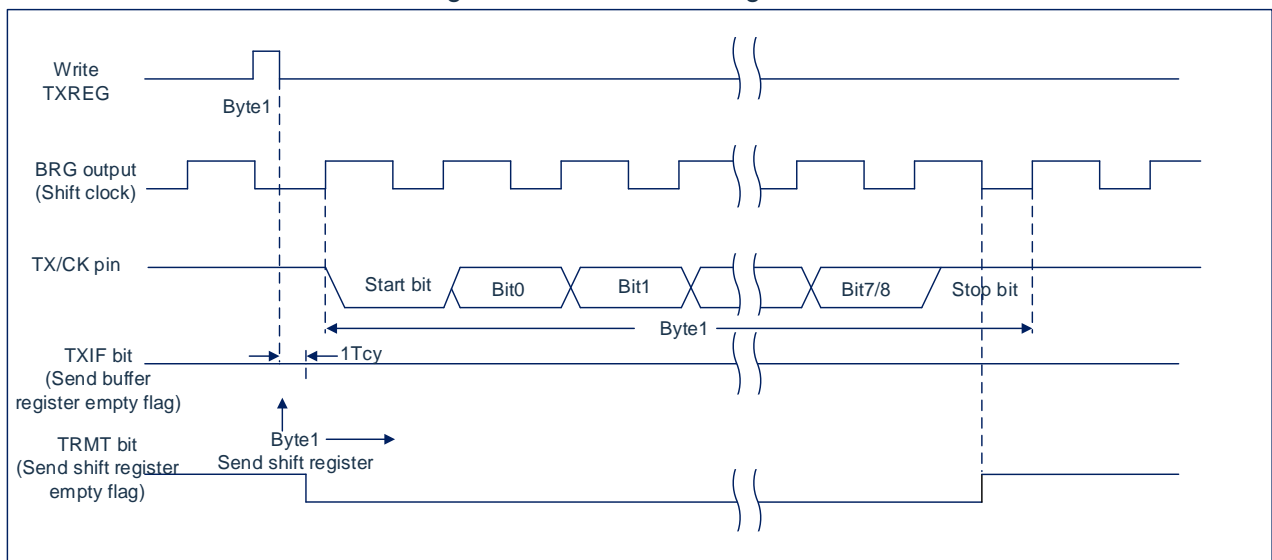 Write
TXREG
Byte1
BRG output
(Shift clock)
TX/CK pin
Start bit
Bit0
Bit1
Bit7/8
Stop bit
Byte1
TXIF bit
(Send buffer
register empty flag)
1Tcy
TRMT bit
(Send shift register
empty flag)
Byte1
Send shift register